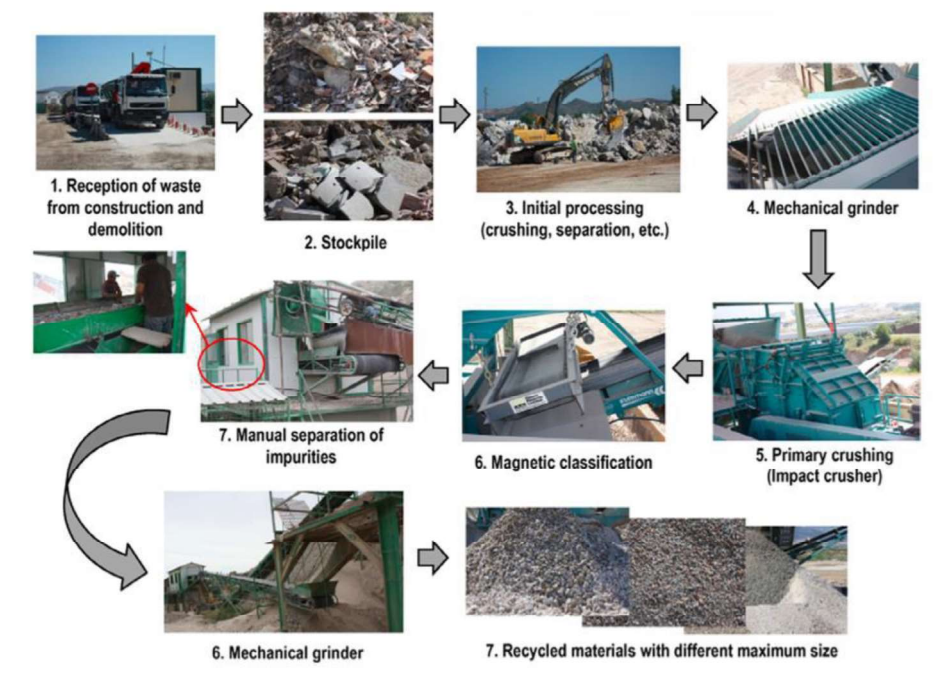 1. Reception of waste
from construction and
demolition
2. Stockpile
3. Initial processing
(crushing, separation, etc.)
4. Mechanical grinder
5. Primary crushing
(Impact crusher)
6. Magnetic classification
7. Manual separation of
impurities
6. Mechanical grinder
7. Recycled materials with different maximum size